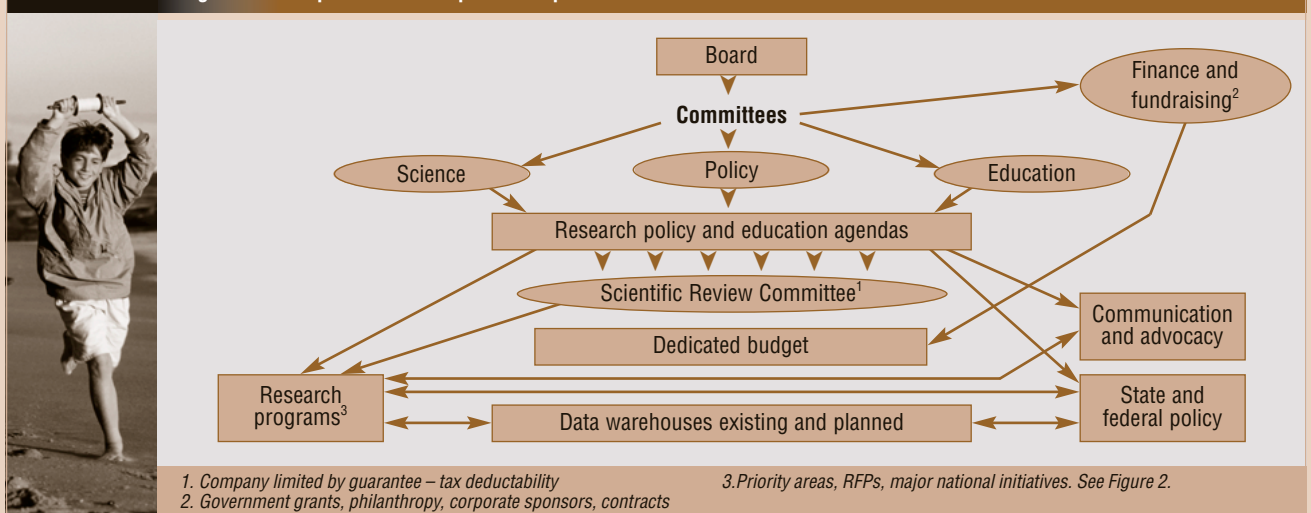 Board
Finance and
fundraising2
Committees
Science
Policy
Education
Research policy and education agendas
Scientific Review Committee1
Communication
and advocacy
Dedicated budget
Research
programs3
State and
federal policy
Data warehouses existing and planned
1. Company limited by guarantee – tax deductability
2. Government grants, philanthropy, corporate sponsors, contracts
3.Priority areas, RFPs, major national initiatives. See Figure 2.